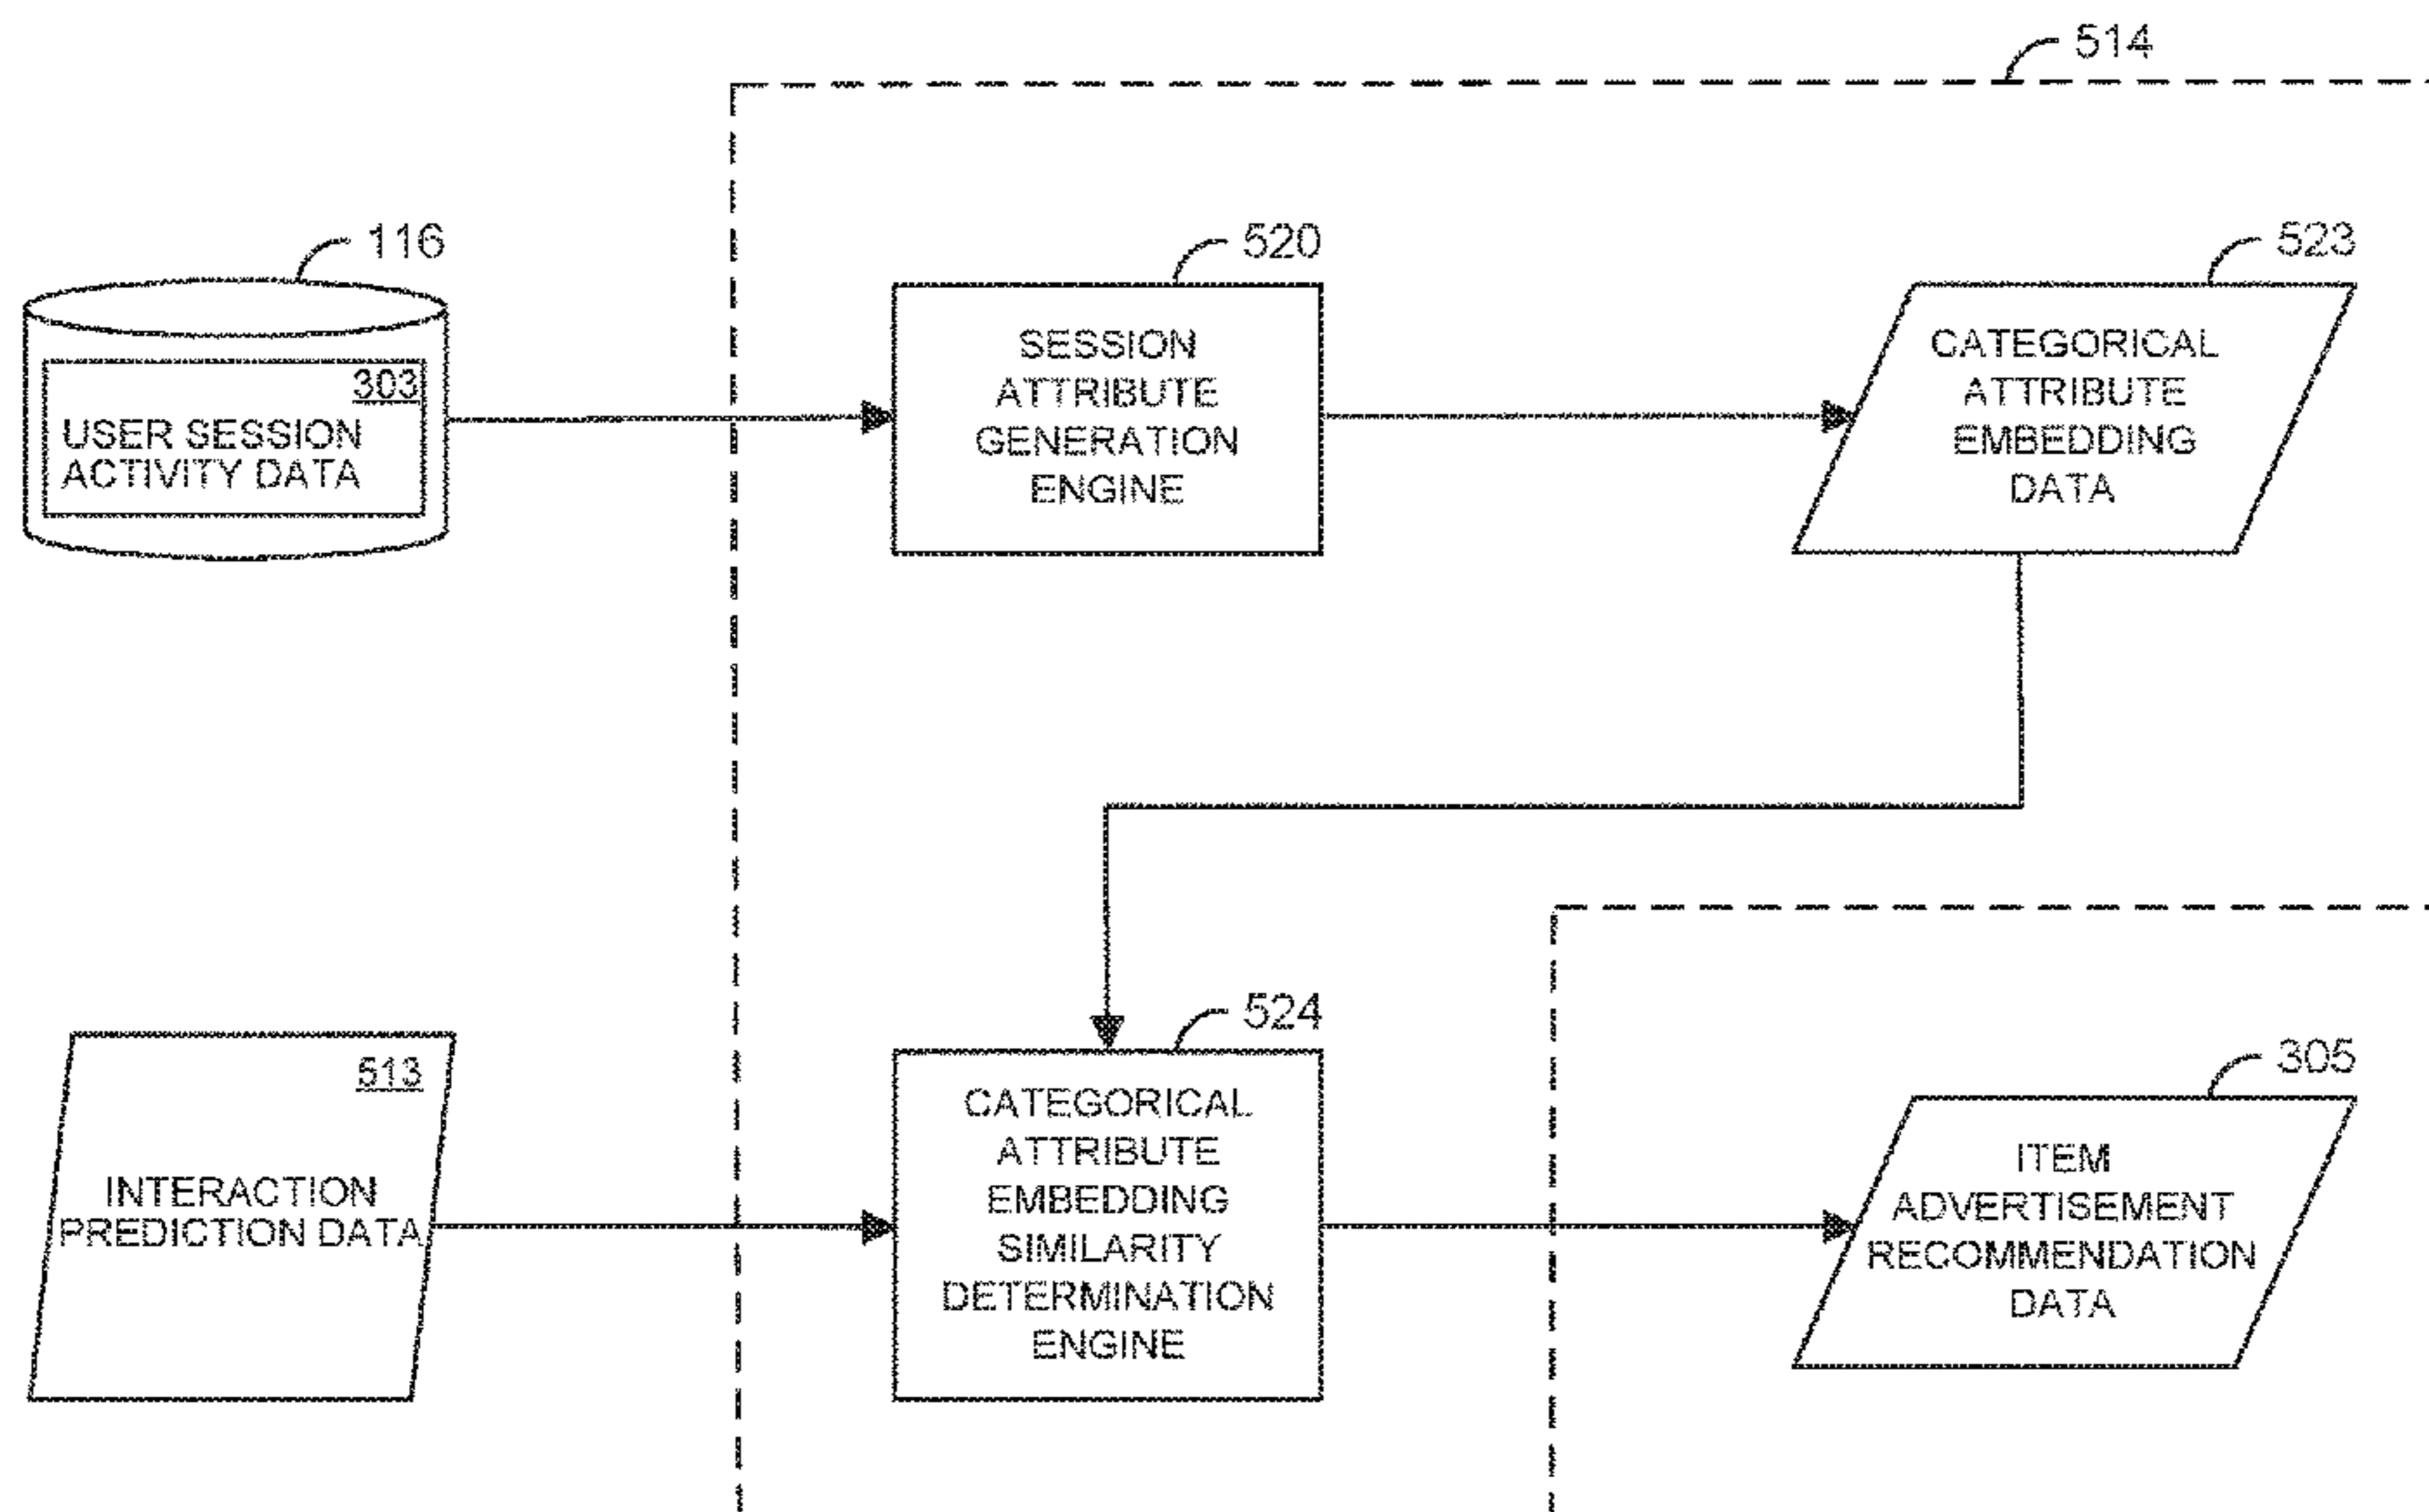 514
116
303
USER SESSION
ACTIVITY DATA
520
SESSION
ATTRIBUTE
GENERATION
ENGINE
523
CATEGORICAL
ATTRIBUTE
EMBEDDING
DATA
513
INTERACTION
PREDICTION DATA
524
CATEGORICAL
ATTRIBUTE
EMBEDDING
SIMILARITY
DETERMINATION
ENGINE
305
ITEM
ADVERTISEMENT
RECOMMENDATION
DATA